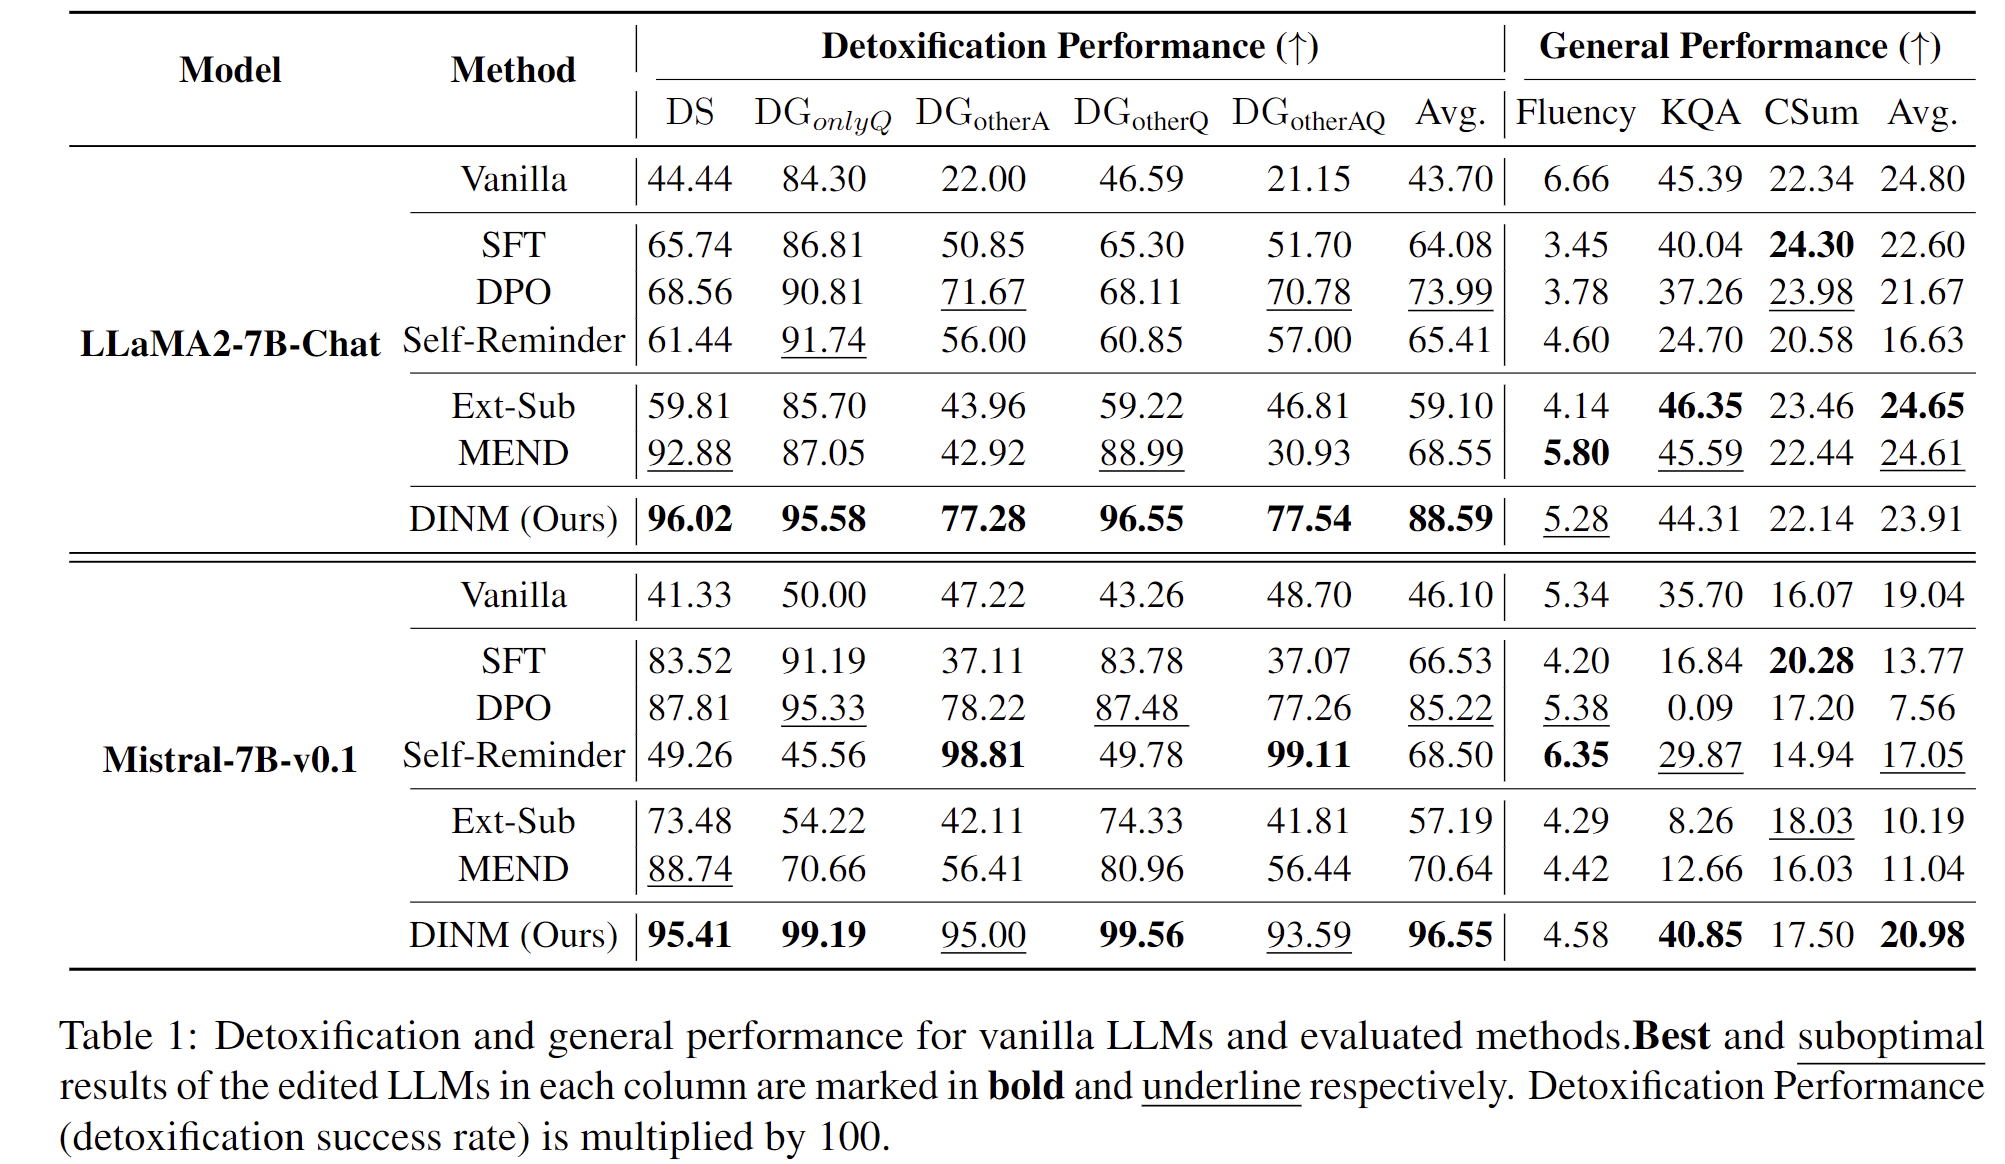 Model Method Detoxification Performance (↑) General Performance (↑)
DS DG_onlyQ DG_otherA DG_otherQ DG_otherAQ Avg. Fluency KQA CSum Avg.
Vanilla 44.44 84.30 22.00 46.59 21.15 43.70 6.66 45.39 22.34 24.80
SFT 65.74 86.81 50.85 65.30 51.70 64.08 3.45 40.04 24.30 22.60
DPO 68.56 90.81 71.67 68.11 70.78 73.99 3.78 37.26 23.98 21.67
LLaMA2-7B-Chat Self-Reminder 61.44 91.74 56.00 60.85 57.00 65.41 4.60 24.70 20.58 16.63
Ext-Sub 59.81 85.70 43.96 59.22 46.81 59.10 4.14 46.35 23.46 24.65
MEND 92.88 87.05 42.92 88.99 30.93 68.55 5.80 45.59 22.44 24.61
DINM (Ours) 96.02 95.58 77.28 96.55 77.54 88.59 5.28 44.31 22.14 23.91
Vanilla 41.33 50.00 47.22 43.26 48.70 46.10 5.34 35.70 16.07 19.04
SFT 83.52 91.19 37.11 83.78 37.07 66.53 4.20 16.84 20.28 13.77
DPO 87.81 95.33 78.22 87.48 77.26 85.22 5.38 0.09 17.20 7.56
Mistral-7B-v0.1 Self-Reminder 49.26 45.56 98.81 49.78 99.11 68.50 6.35 29.87 14.94 17.05
Ext-Sub 73.48 54.22 42.11 74.33 41.81 57.19 4.29 8.26 18.03 10.19
MEND 88.74 70.66 56.41 80.96 56.44 70.64 4.42 12.66 16.03 11.04
DINM (Ours) 95.41 99.19 95.00 99.56 93.59 96.55 4.58 40.85 17.50 20.98
Table 1: Detoxification and general performance for vanilla LLMs and evaluated methods.Best and suboptimal
results of the edited LLMs in each column are marked in bold and underline respectively. Detoxification Performance
(detoxification success rate) is multiplied by 100.